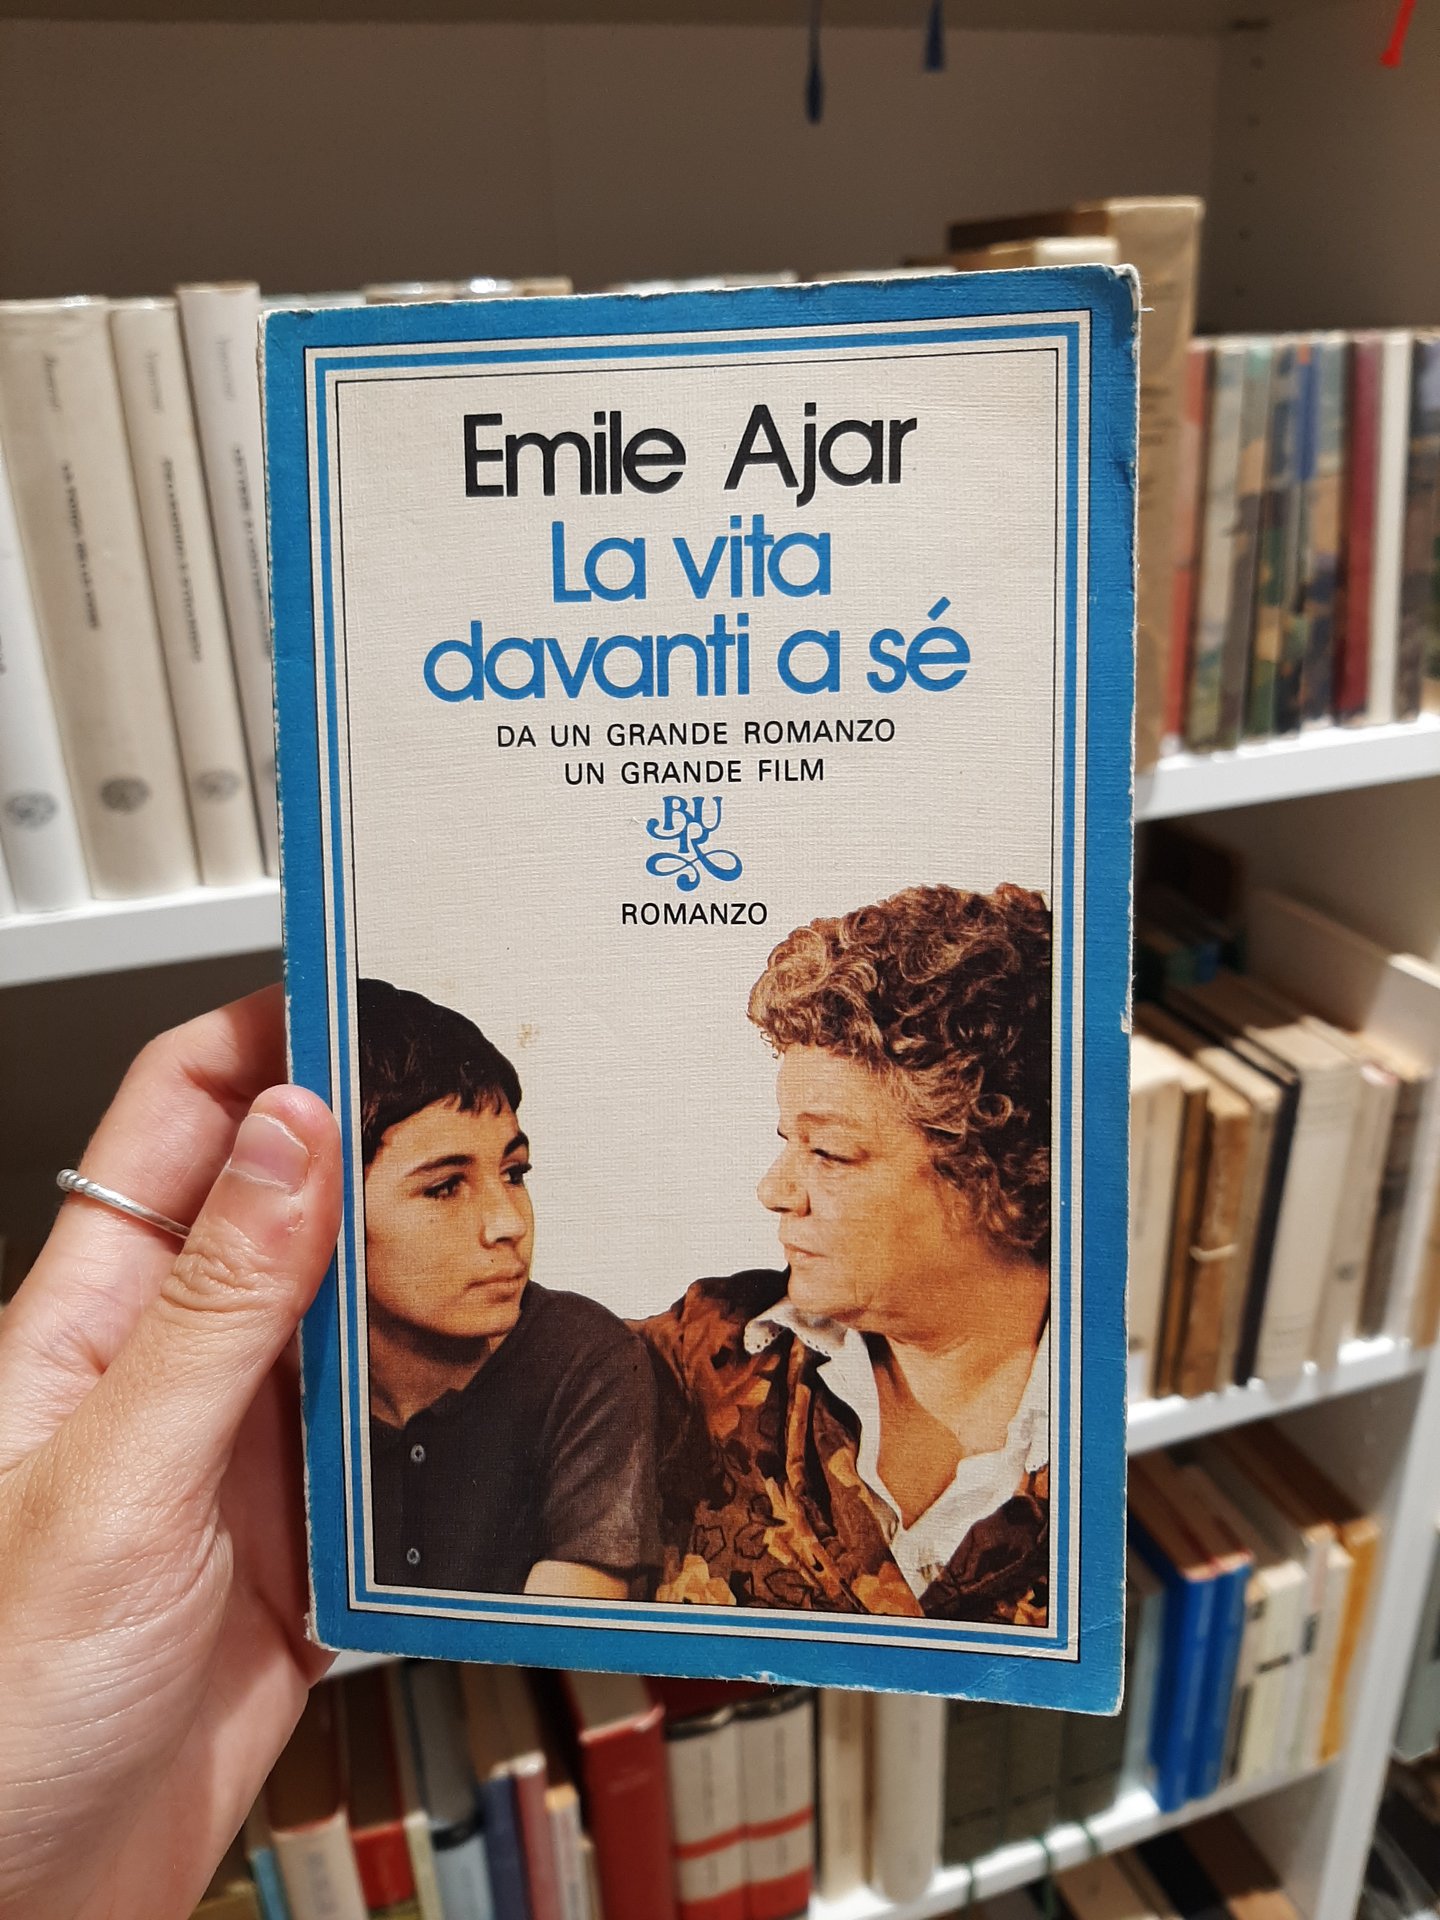 Emile Ajar
La vita
davanti a sé
DA UN GRANDE ROMANZO
UN GRANDE FILM
BUR
ROMANZO